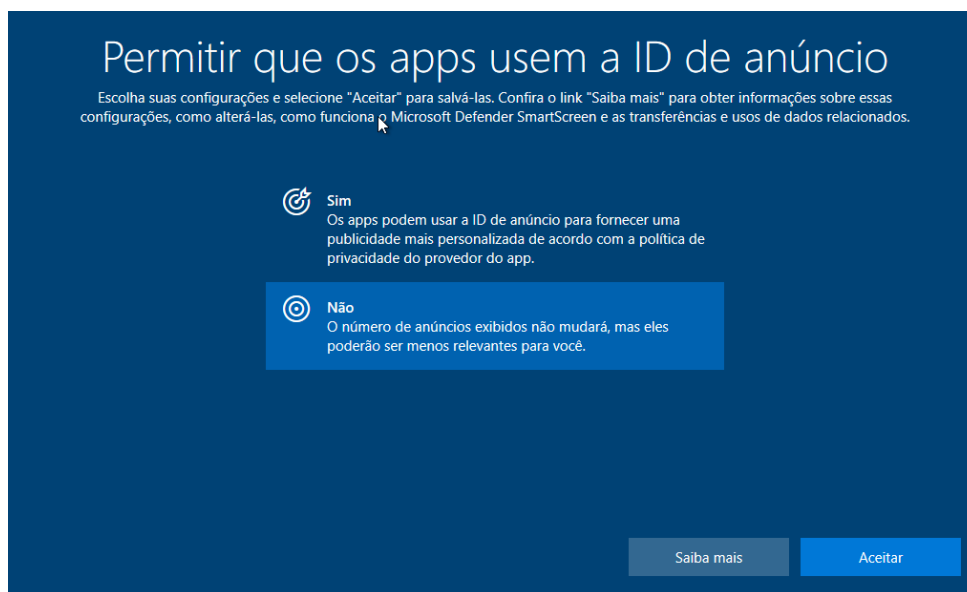 Permitir que os apps usem a ID de anúncio
Escolha suas configurações e selecione "Aceitar" para salvá-las. Confira o link "Saiba mais" para obter informações sobre essas
configurações, como alterá-las, como funciona o Microsoft Defender SmartScreen e as transferências e usos de dados relacionados.
Sim
Os apps podem usar a ID de anúncio para fornecer uma
publicidade mais personalizada de acordo com a política de
privacidade do provedor do app.
Não
O número de anúncios exibidos não mudará, mas eles
poderão ser menos relevantes para você.
Saiba mais
Aceitar